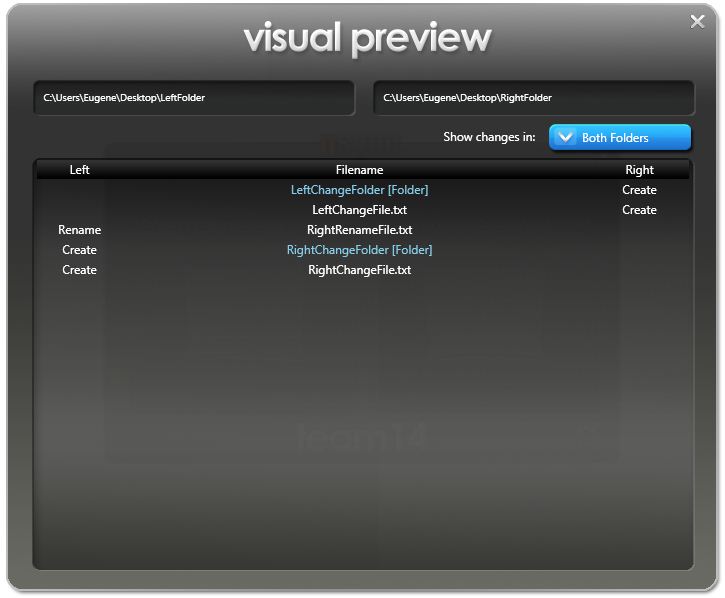 visual preview
C:\Users\Eugene\Desktop\LeftFolder C:\Users\Eugene\Desktop\RightFolder
Show changes in: Both Folders
Left Filename Right
LeftChangeFolder [Folder] Create
LeftChangeFile.txt Create
Rename RightRenameFile.txt
Create RightChangeFolder [Folder]
Create RightChangeFile.txt
team14